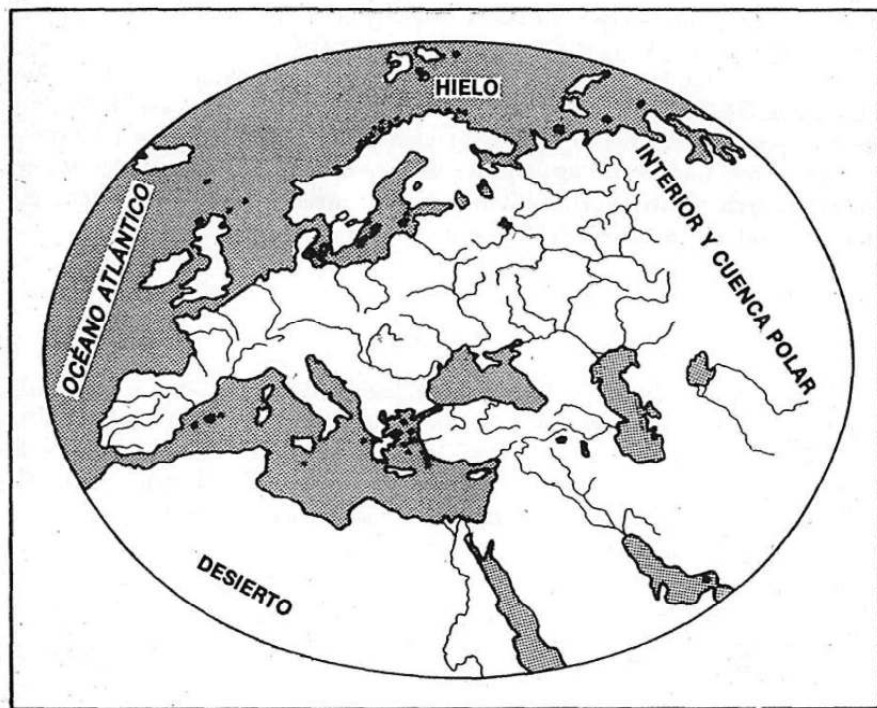 HIELO
OCÉANO ATLÁNTICO
INTERIOR Y CUENCA POLAR
DESIERTO